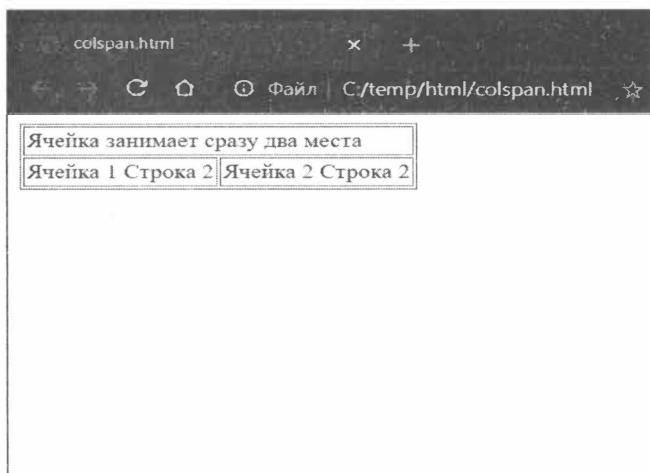 colspan.html
Файл C:/temp/html/colspan.html
Ячейка занимает сразу два места
Ячейка 1 Строка 2 Ячейка 2 Строка 2